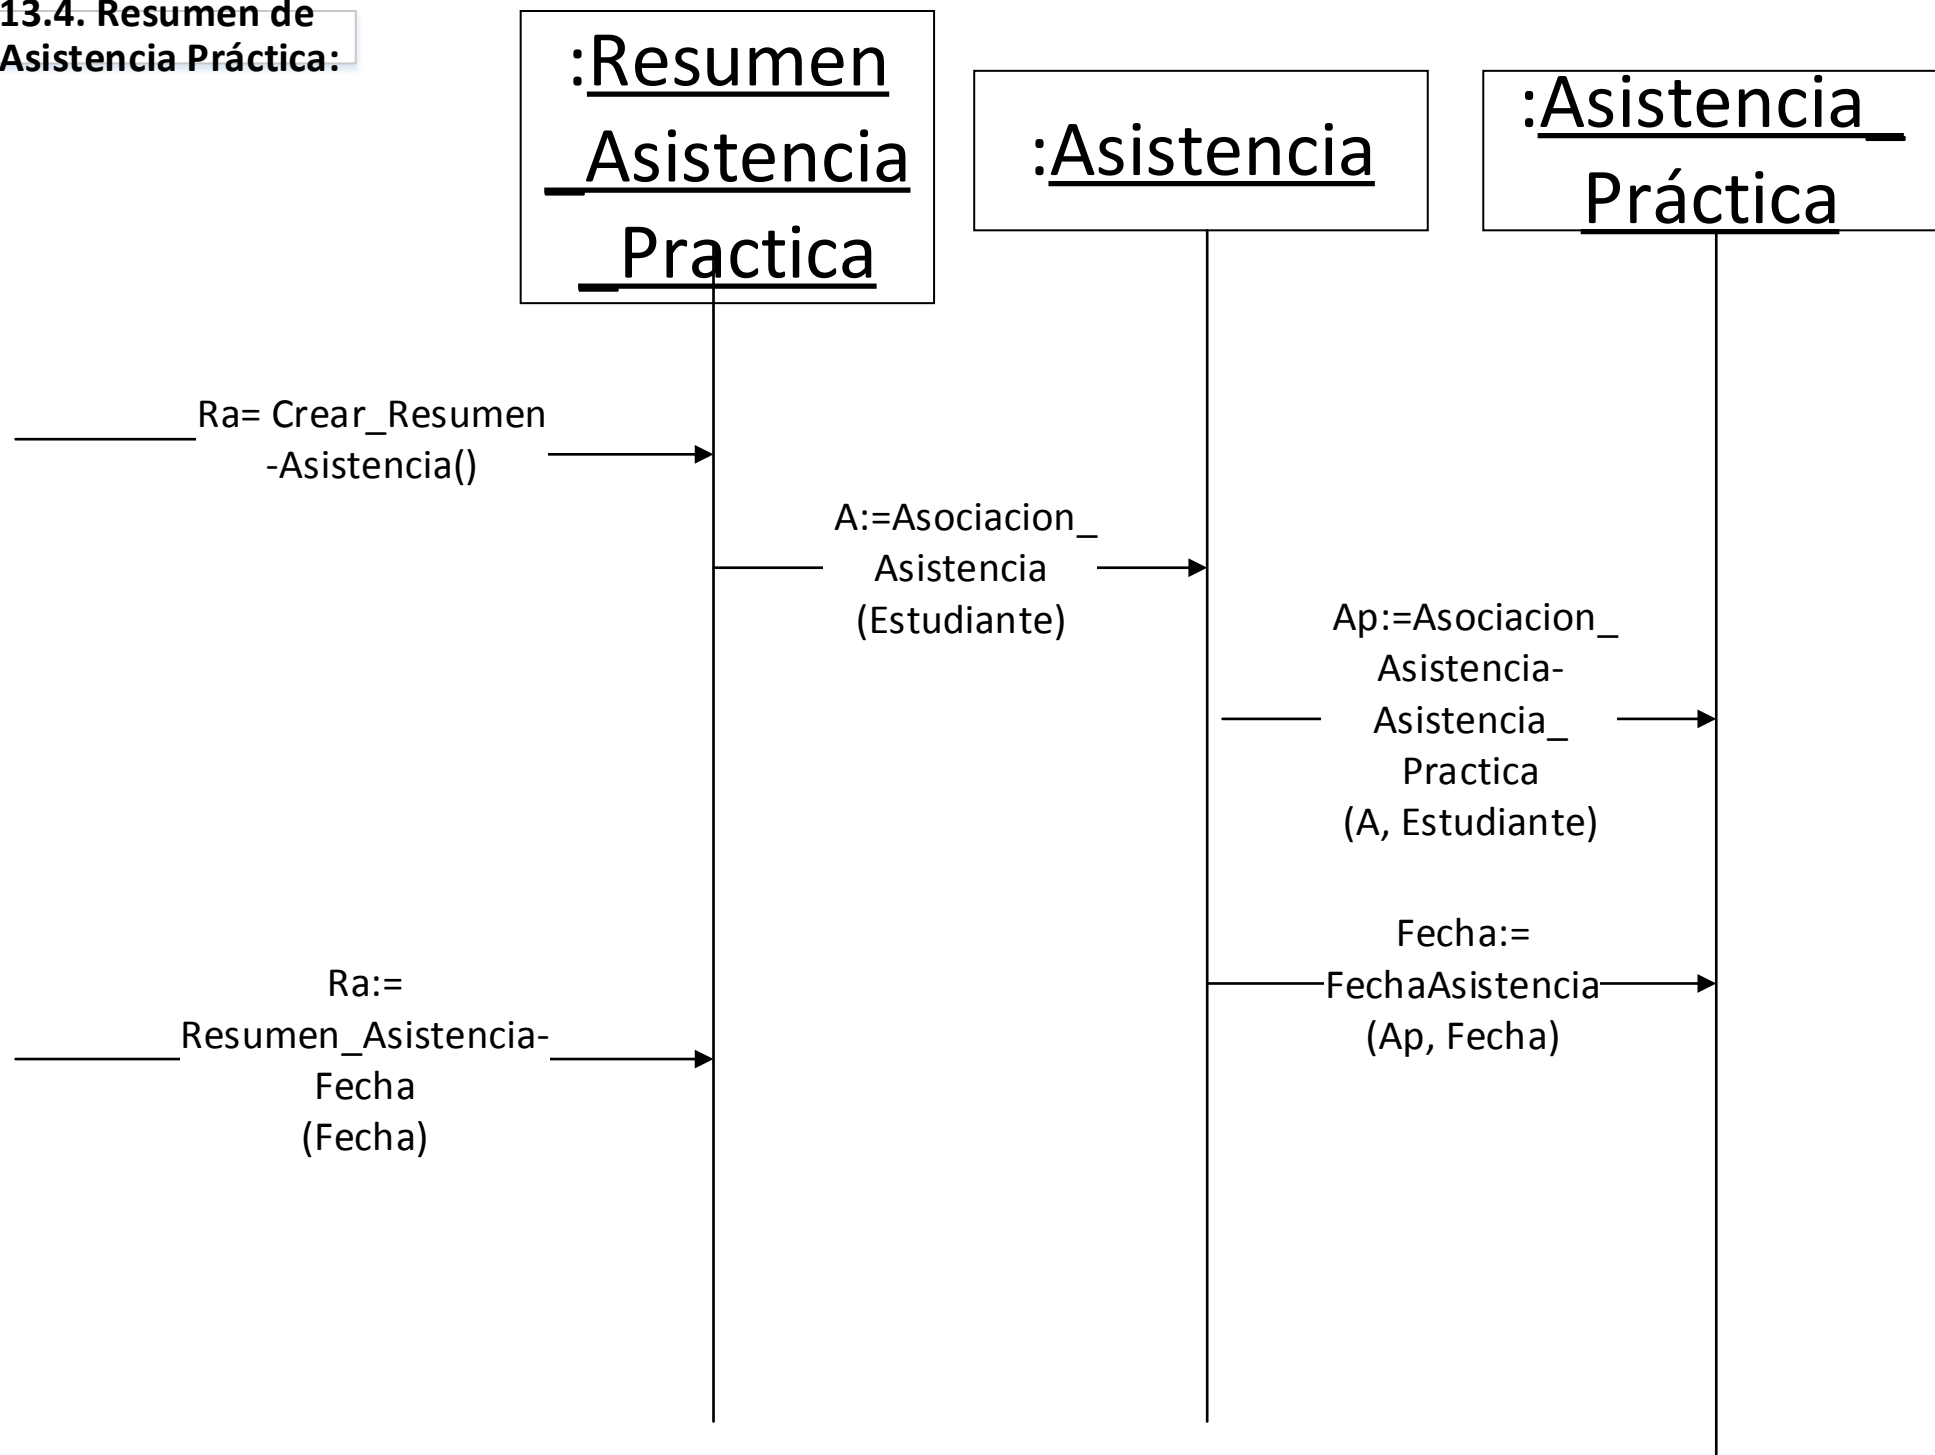 13.4. Resumen de
Asistencia Práctica:
:Resumen
_Asistencia
_Practica
:Asistencia
:Asistencia_
Práctica
Ra= Crear_Resumen
-Asistencia()
A:=Asociacion_
Asistencia
(Estudiante)
Ap:=Asociacion_
Asistencia-
Asistencia_
Practica
(A, Estudiante)
Fecha:=
FechaAsistencia
(Ap, Fecha)
Ra:=
Resumen_Asistencia-
Fecha
(Fecha)